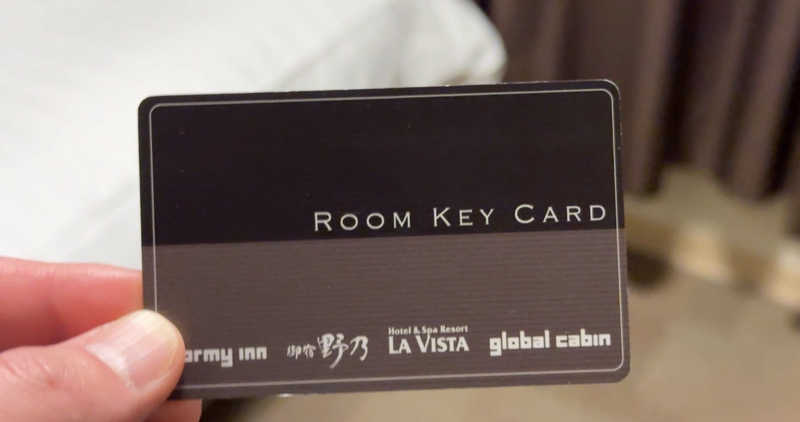 ROOM KEY CARD
ormy inn
御宿 野乃
Hotel & Spa Resort
LA VISTA
global cabin